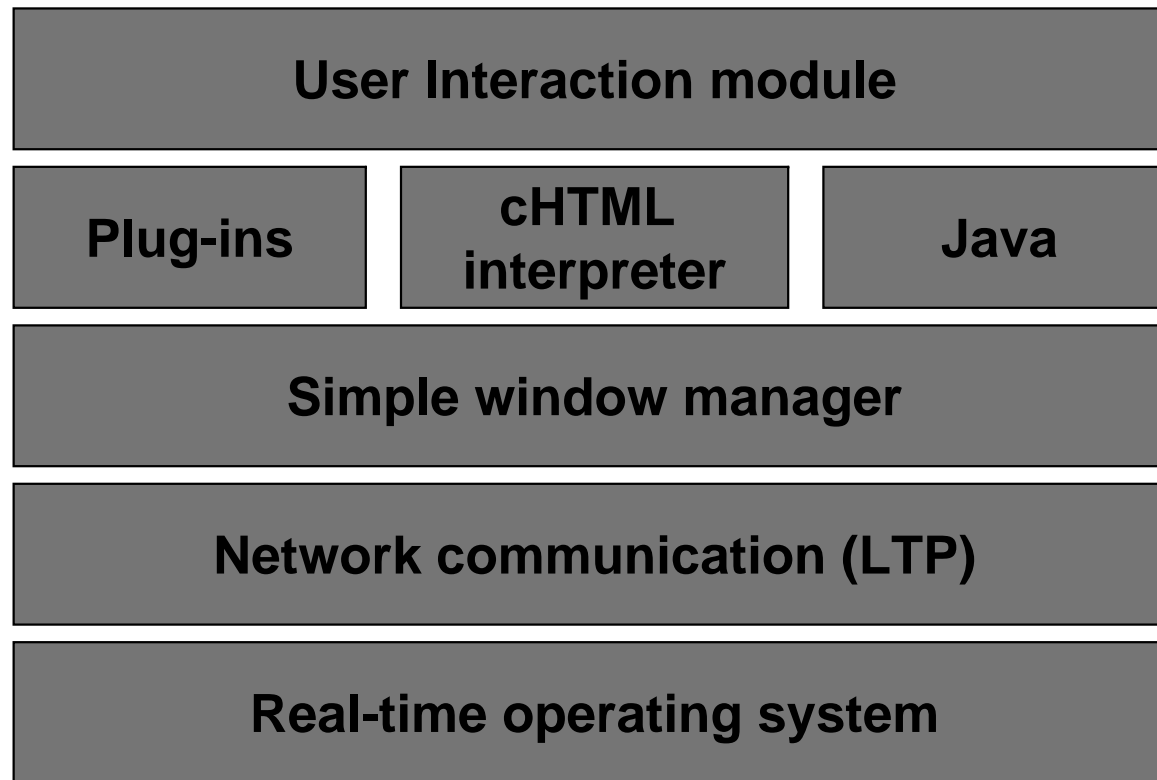 User Interaction module
Plug-ins
cHTML
interpreter
Java
Simple window manager
Network communication (LTP)
Real-time operating system